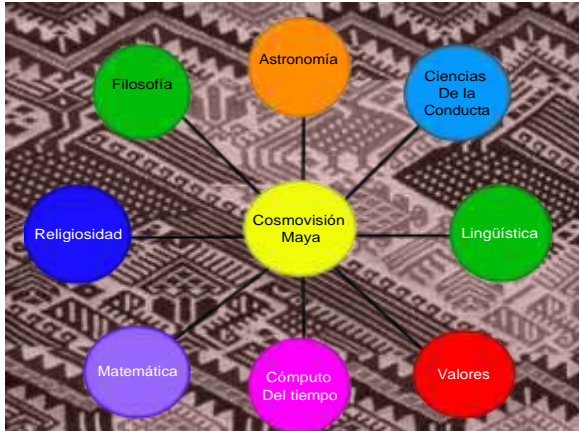 Astronomía
Filosofía
Ciencias
De la
Conducta
Religiosidad
Cosmovisión
Maya
Lingüística
Matemática
Cómputo
Del tiempo
Valores